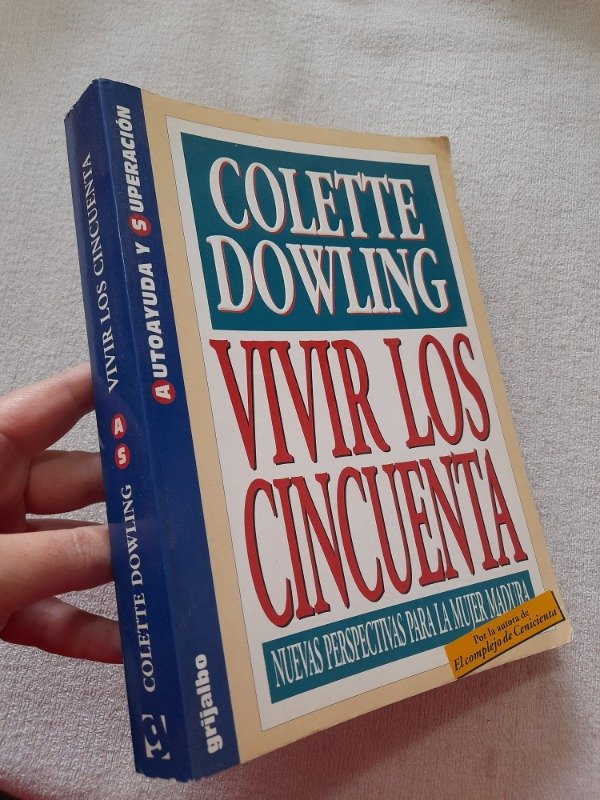 VIVIR LOS CINCUENTA
AS
COLETTE DOWLING
AUTOAYUDA Y SUPERACIÓN
grijalbo
COLETTE
DOWLING
VIVIR LOS
CINCUENTA
NUEVAS PERSPECTIVAS PARA LA MUJER MADURA
Por la autora de
El complejo de Cenicienta